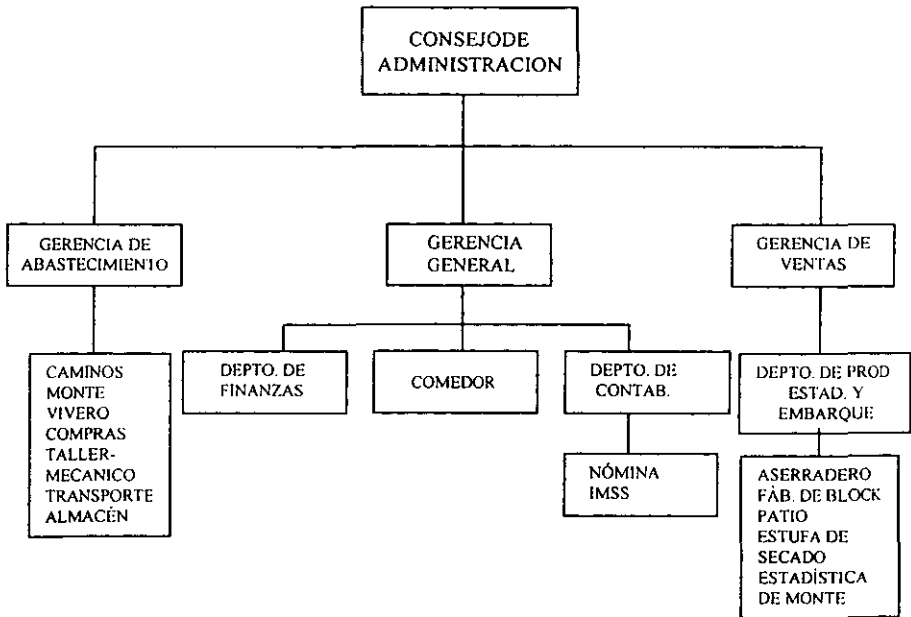 CONSEJODE
ADMINISTRACION
GERENCIA DE
ABASTECIMIENTO
GERENCIA
GENERAL
GERENCIA DE
VENTAS
CAMINOS
MONTE
VIVERO
COMPRAS
TALLER-
MECANICO
TRANSPORTE
ALMACÉN
DEPTO. DE
FINANZAS
COMEDOR
DEPTO. DE
CONTAB.
NÓMINA
IMSS
DEPTO. DE PROD
ESTAD. Y
EMBARQUE
ASERRADERO
FÀB. DE BLOCK
PATIO
ESTUFA DE
SECADO
ESTADÍSTICA
DE MONTE